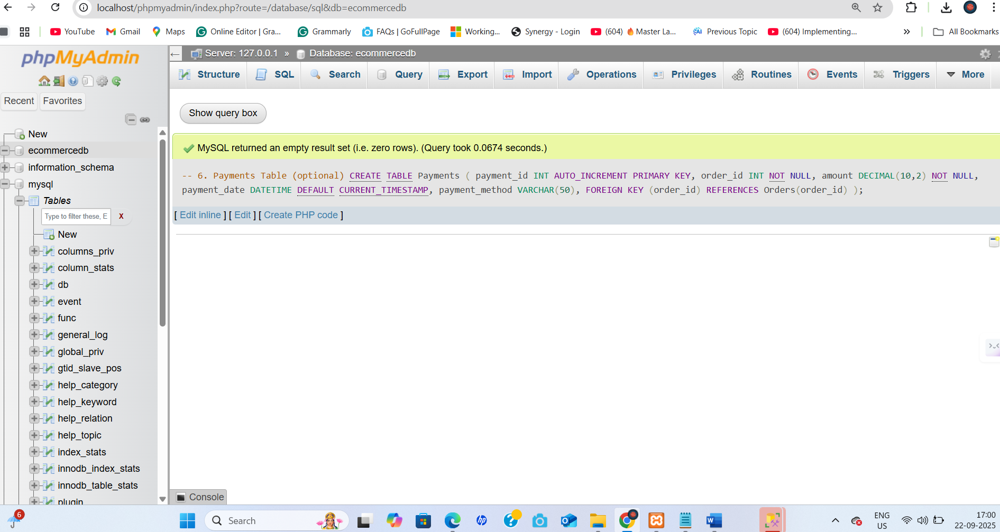 localhost/phpmyadmin/index.php?route=/database/sql&db=ecommercedb
YouTube
Gmail
Maps
Online Editor | Gra...
Grammarly
FAQs | GoFullPage
Working...
Synergy - Login
(604) 🔥 Master La...
Previous Topic
(604) Implementing...
»
All Bookmarks
phpMyAdmin
Recent
Favorites
New
ecommercedb
information_schema
mysql
Tables
Type to filter these, E
X
New
columns_priv
column_stats
db
event
func
general_log
global_priv
gtid_slave_pos
help_category
help_keyword
help_relation
help_topic
index_stats
innodb_index_stats
innodb_table_stats
plugin
Server: 127.0.0.1 » Database: ecommercedb
Structure
SQL
Search
Query
Export
Import
Operations
Privileges
Routines
Events
Triggers
More
Show query box
MySQL returned an empty result set (i.e. zero rows). (Query took 0.0674 seconds.)
-- 6. Payments Table (optional) CREATE TABLE Payments ( payment_id INT AUTO_INCREMENT PRIMARY KEY, order_id INT NOT NULL, amount DECIMAL(10,2) NOT NULL,
payment_date DATETIME DEFAULT CURRENT_TIMESTAMP, payment_method VARCHAR(50), FOREIGN KEY (order_id) REFERENCES Orders(order_id) );
[ Edit inline ] [ Edit ] [ Create PHP code ]
Console
6
Search
ENG
US
17:00
22-09-2025